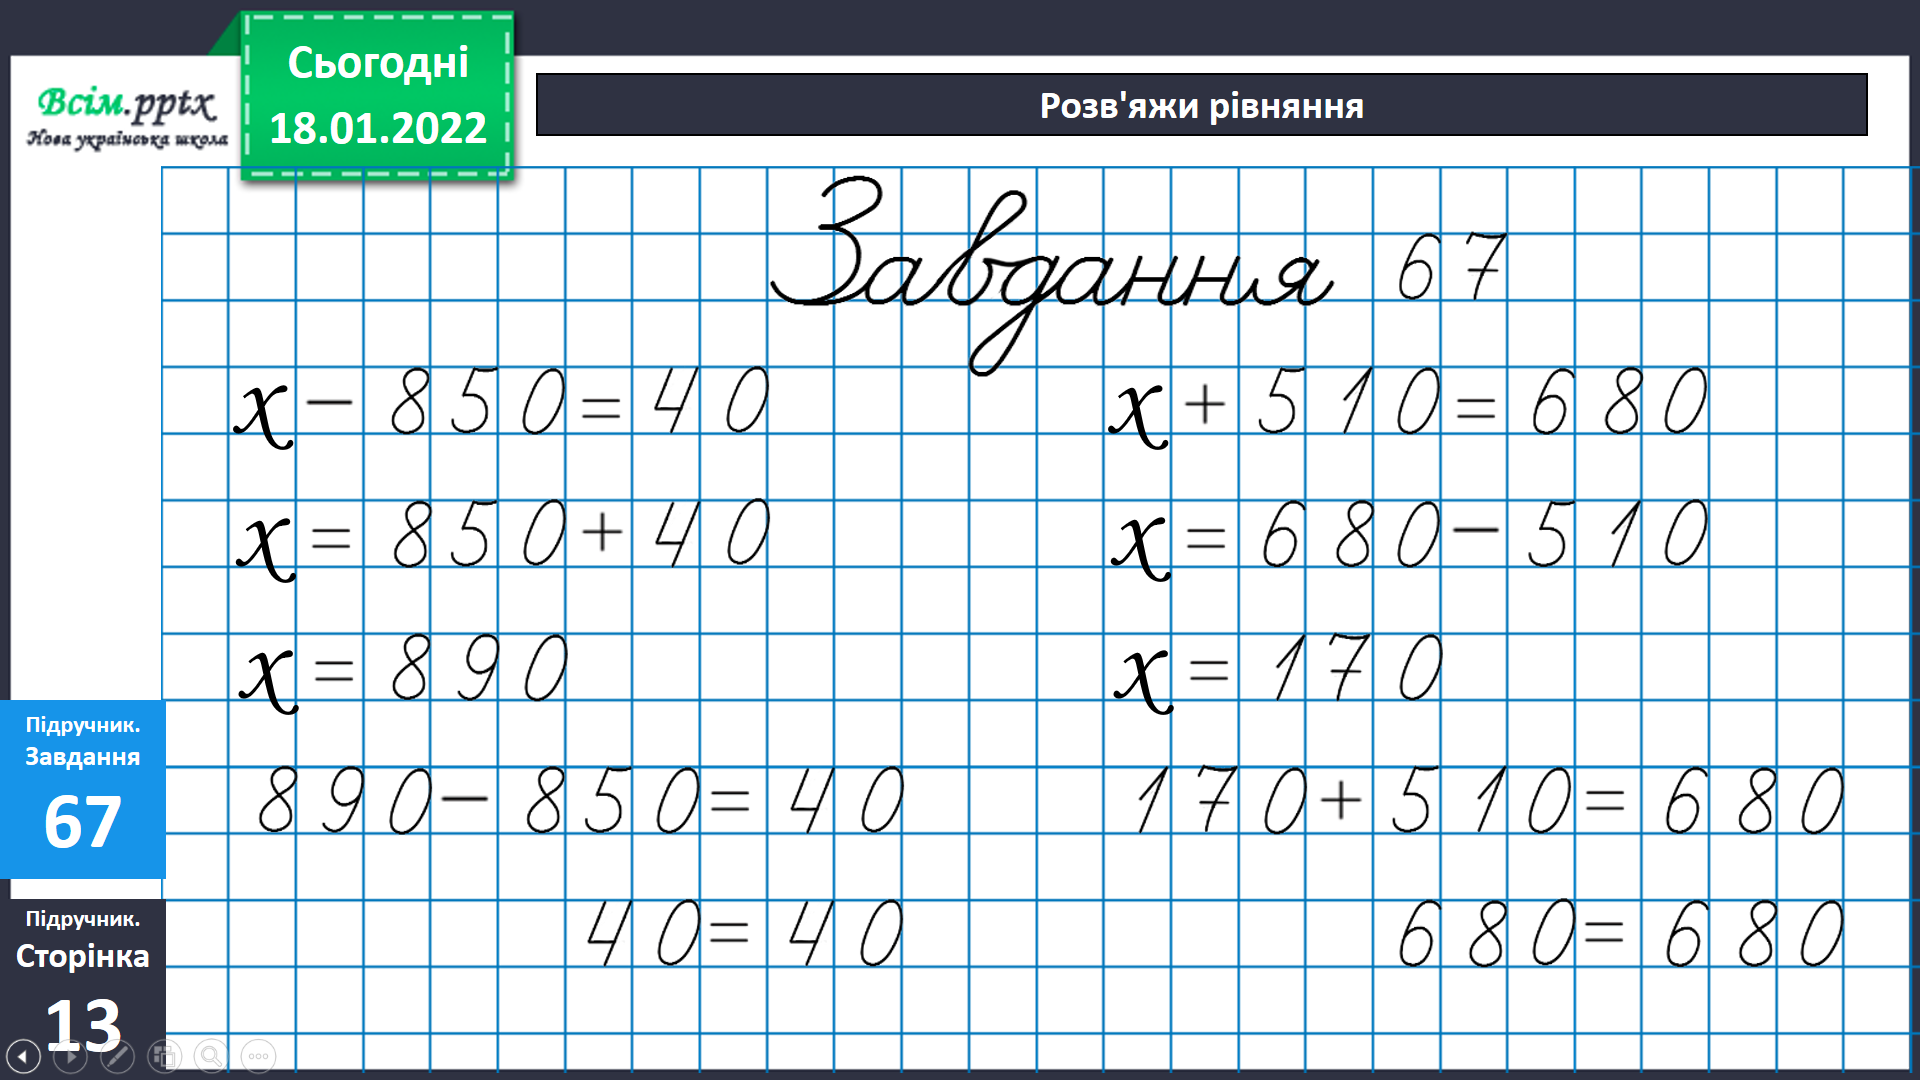 Всім.pptx
Нова українська школа
Сьогодні
18.01.2022
Розв'яжи рівняння
Завдання 67
x − 850 = 40
x = 850 + 40
x = 890
890 − 850 = 40
40 = 40
x + 510 = 680
x = 680 − 510
x = 170
170 + 510 = 680
680 = 680
Підручник.
Завдання
67
Підручник.
Сторінка
13